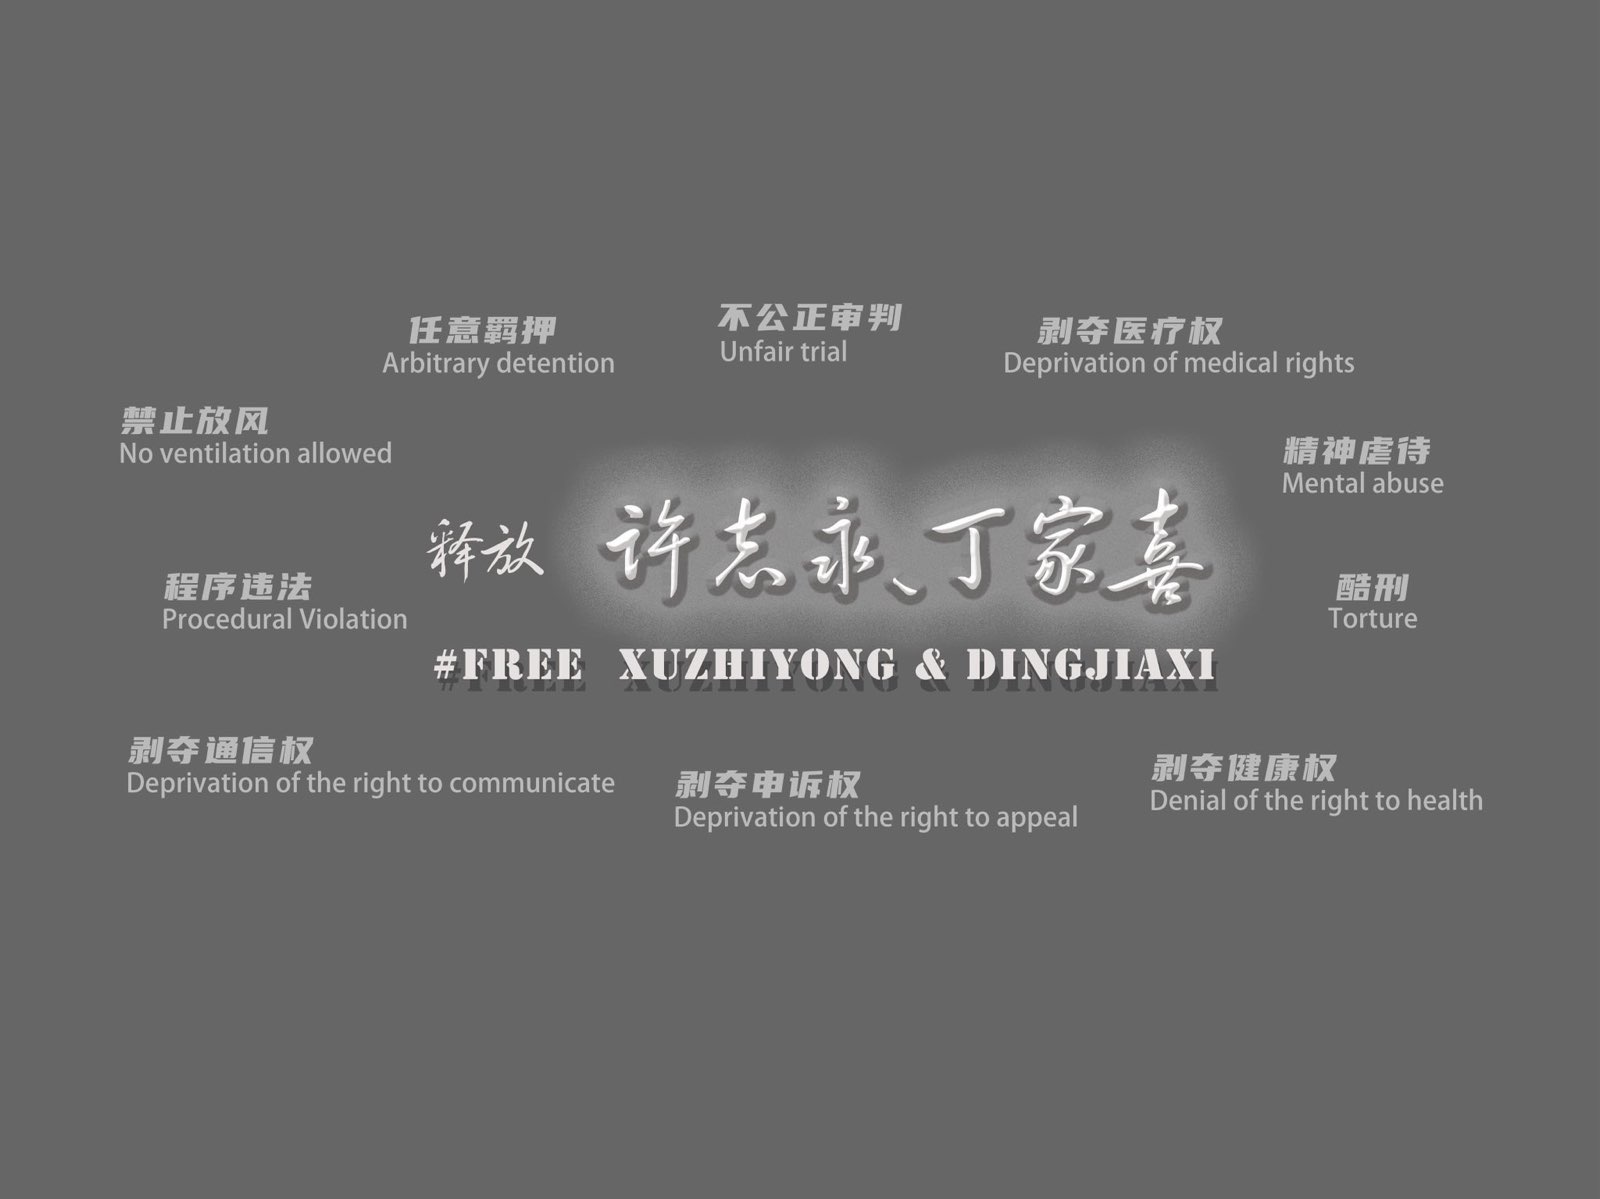 不公正审判
Unfair trial
任意羁押
Arbitrary detention
剥夺医疗权
Deprivation of medical rights
禁止放风
No ventilation allowed
精神虐待
Mental abuse
释放 许志永、丁家喜
程序违法
Procedural Violation
酷刑
Torture
#FREE XUZHIYONG & DINGJIAXI
剥夺通信权
Deprivation of the right to communicate
剥夺申诉权
Deprivation of the right to appeal
剥夺健康权
Denial of the right to health